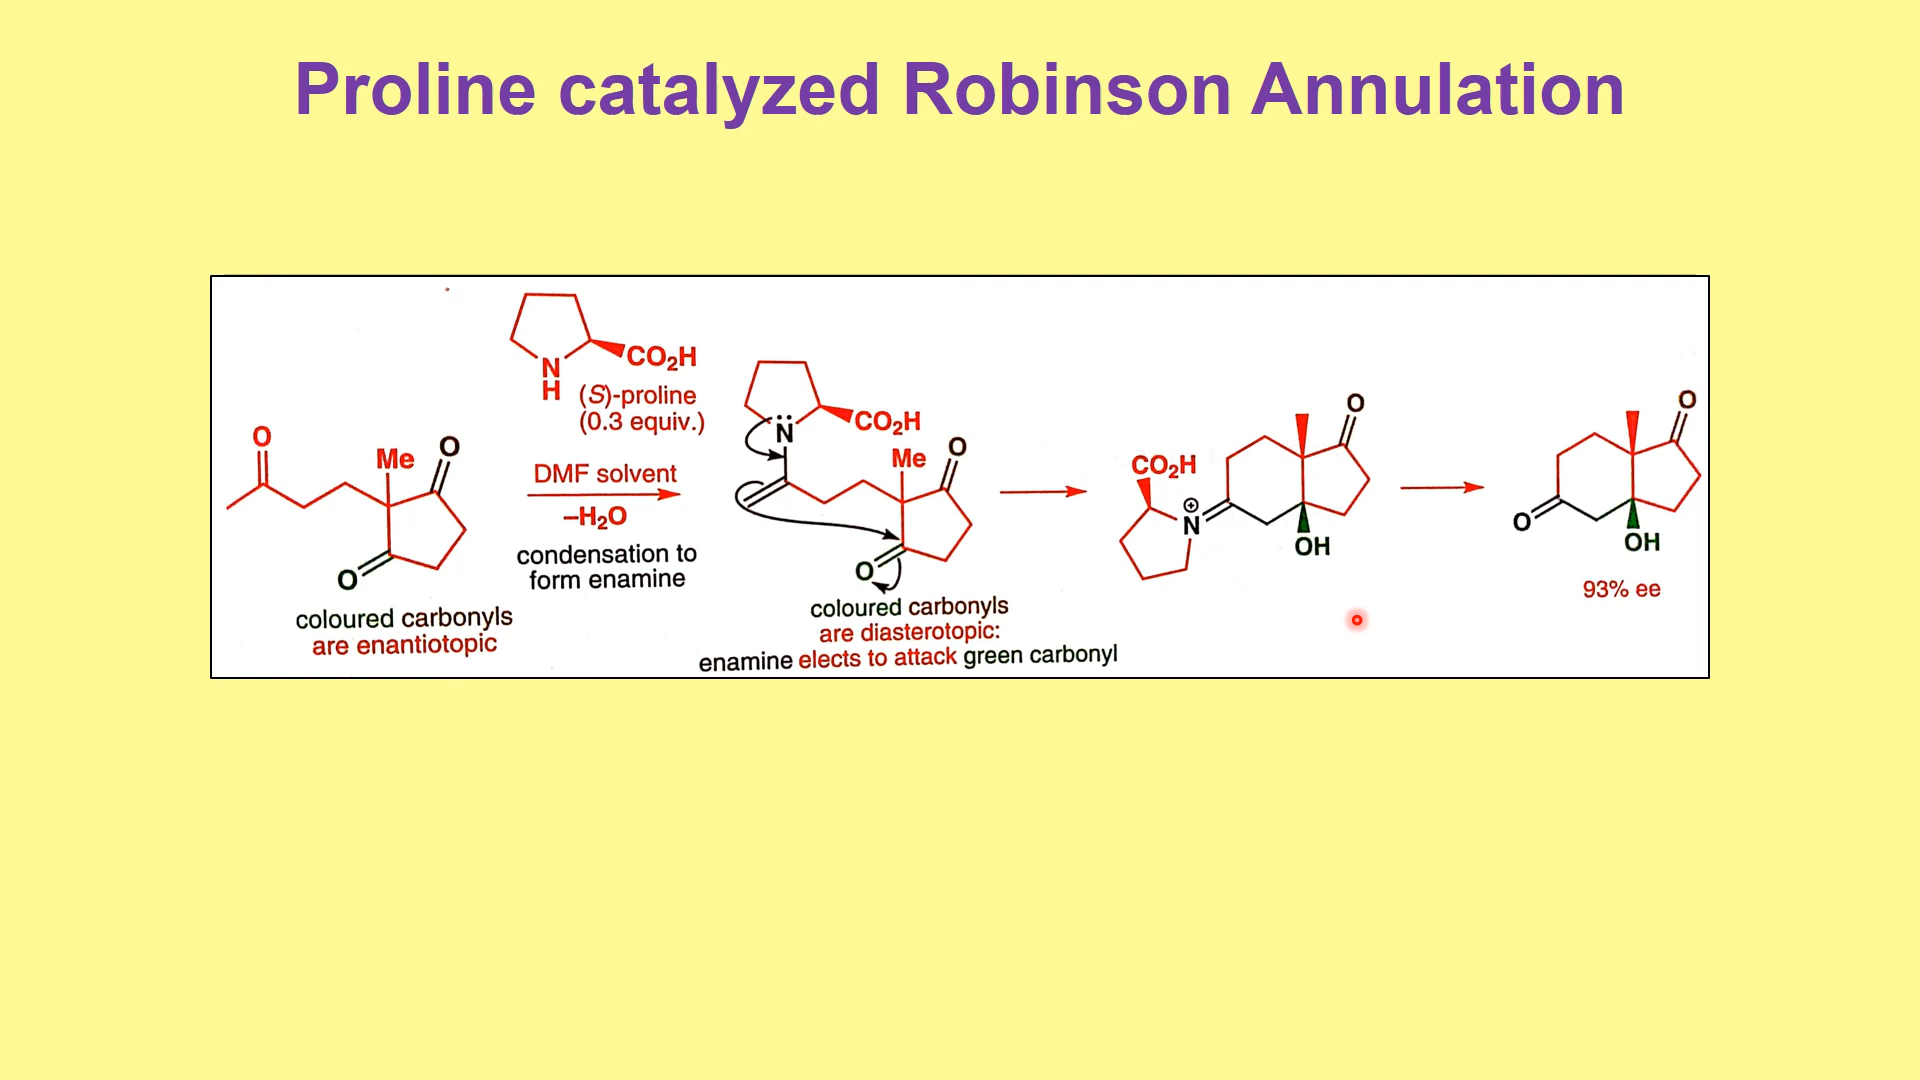 Proline catalyzed Robinson Annulation
O
Me
O
O
coloured carbonyls
are enantiotopic
N
H
CO2H
(S)-proline
(0.3 equiv.)
DMF solvent
–H2O
condensation to
form enamine
N
CO2H
Me
O
O
coloured carbonyls
are diasterotopic:
enamine elects to attack green carbonyl
CO2H
⊕
N
O
OH
O
O
OH
93% ee